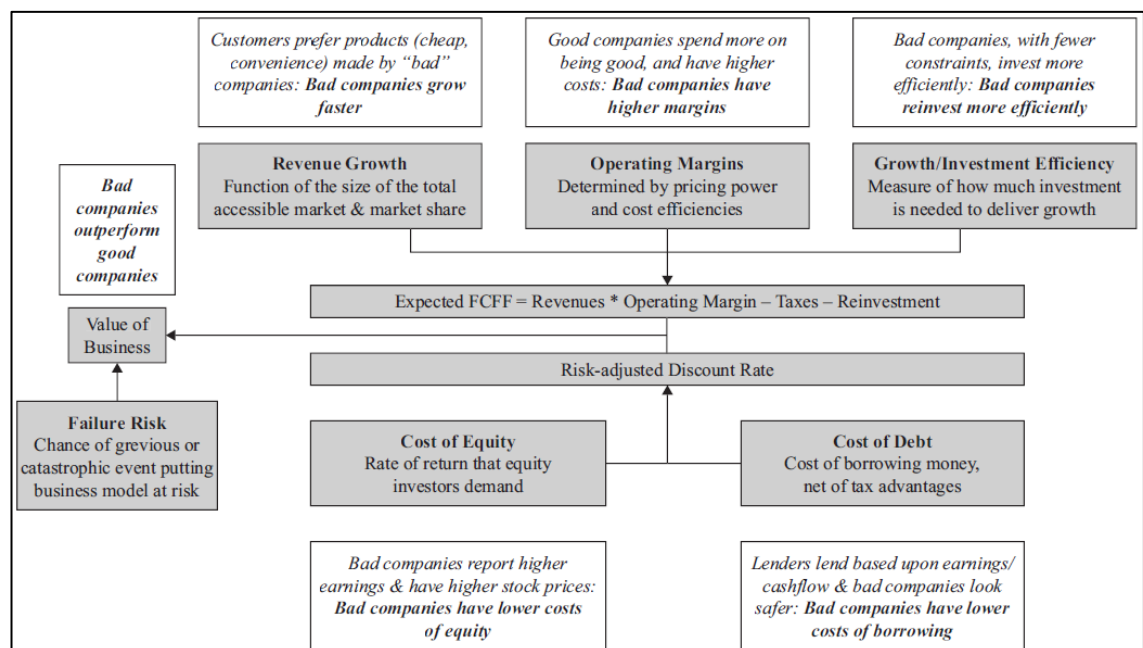 Customers prefer products (cheap,
convenience) made by “bad”
companies: Bad companies grow
faster
Good companies spend more on
being good, and have higher
costs: Bad companies have
higher margins
Bad companies, with fewer
constraints, invest more
efficiently: Bad companies
reinvest more efficiently
Bad
companies
outperform
good
companies
Revenue Growth
Function of the size of the total
accessible market & market share
Operating Margins
Determined by pricing power
and cost efficiencies
Growth/Investment Efficiency
Measure of how much investment
is needed to deliver growth
Expected FCFF = Revenues * Operating Margin – Taxes – Reinvestment
Value of
Business
Risk-adjusted Discount Rate
Failure Risk
Chance of grevious or
catastrophic event putting
business model at risk
Cost of Equity
Rate of return that equity
investors demand
Cost of Debt
Cost of borrowing money,
net of tax advantages
Bad companies report higher
earnings & have higher stock prices:
Bad companies have lower costs
of equity
Lenders lend based upon earnings/
cashflow & bad companies look
safer: Bad companies have lower
costs of borrowing